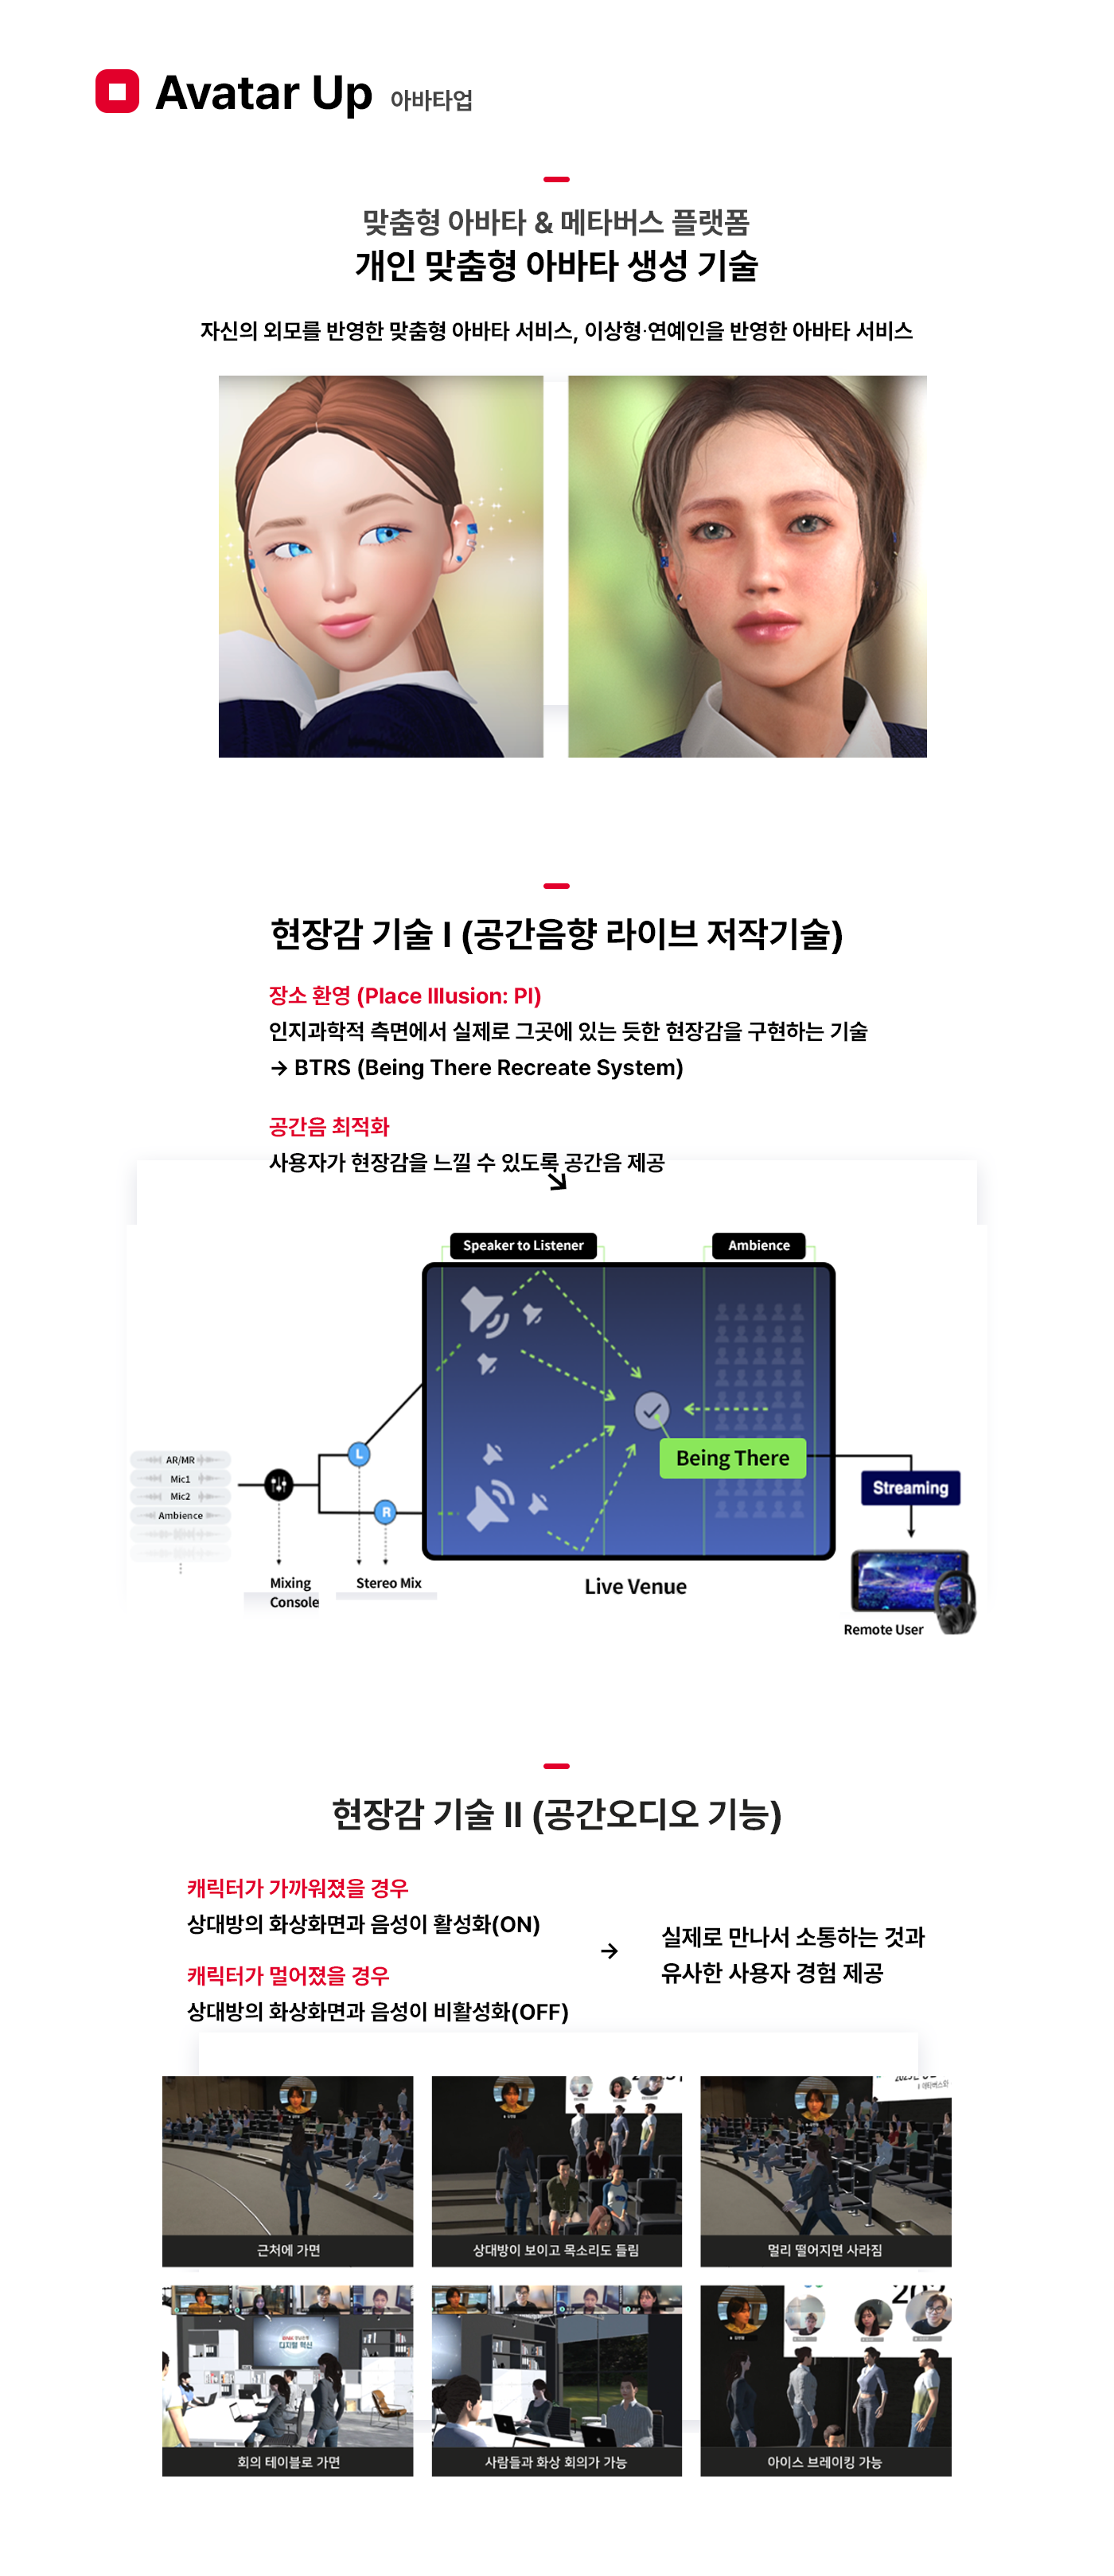 Avatar Up 아바타업
맞춤형 아바타 & 메타버스 플랫폼
개인 맞춤형 아바타 생성 기술
자신의 외모를 반영한 맞춤형 아바타 서비스, 이상형·연예인을 반영한 아바타 서비스
현장감 기술 I (공간음향 라이브 저작기술)
장소 환영 (Place Illusion: PI)
인지과학적 측면에서 실제로 그곳에 있는 듯한 현장감을 구현하는 기술
→ BTRS (Being There Recreate System)
공간음 최적화
사용자가 현장감을 느낄 수 있도록 공간음 제공
Speaker to Listener
Ambience
AR/MR
Mic1
Mic2
Ambience
L
R
Being There
Streaming
Mixing
Console
Stereo Mix
Live Venue
Remote User
현장감 기술 II (공간오디오 기능)
캐릭터가 가까워졌을 경우
상대방의 화상화면과 음성이 활성화(ON)
캐릭터가 멀어졌을 경우
상대방의 화상화면과 음성이 비활성화(OFF)
→
실제로 만나서 소통하는 것과
유사한 사용자 경험 제공
근처에 가면
상대방이 보이고 목소리도 들림
멀리 떨어지면 사라짐
디지털 혁신
회의 테이블로 가면
사람들과 화상 회의가 가능
아이스 브레이킹 가능